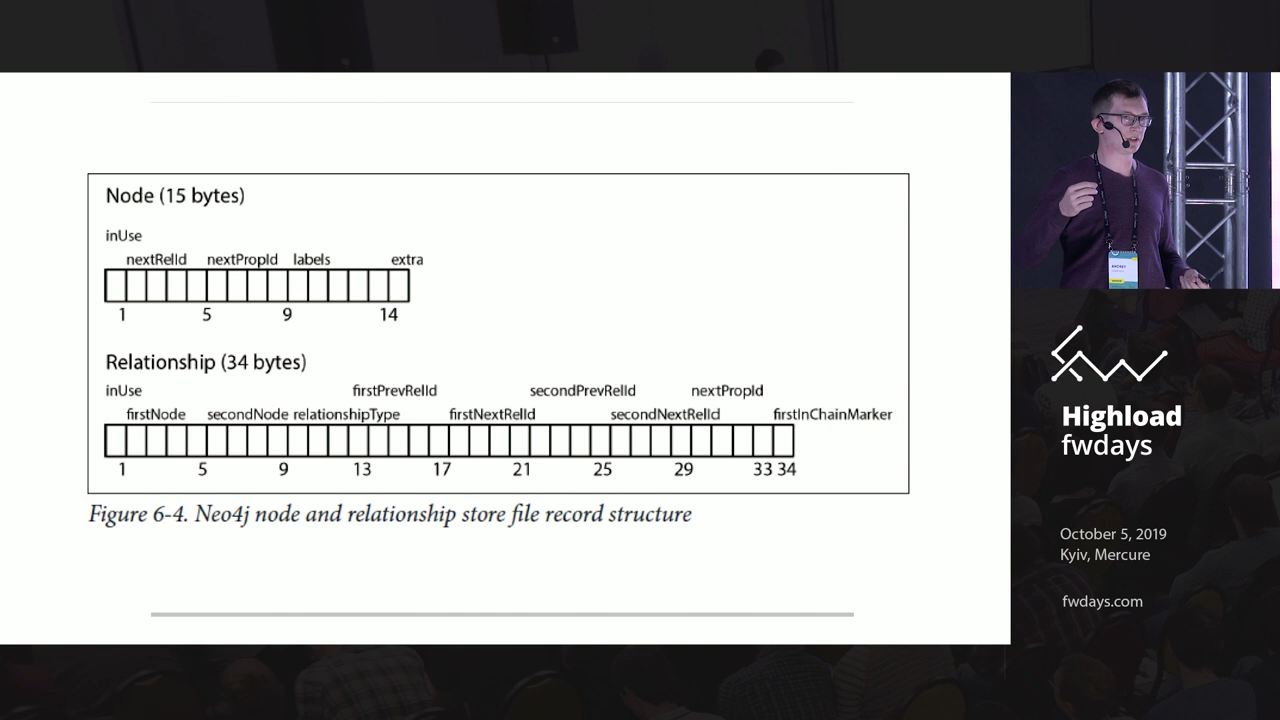 Node (15 bytes)
inUse
nextRelId nextPropId labels extra
1 5 9 14
Relationship (34 bytes)
inUse firstPrevRelId secondPrevRelId nextPropId
firstNode secondNode relationshipType firstNextRelId secondNextRelId firstInChainMarker
1 5 9 13 17 21 25 29 33 34
Figure 6-4. Neo4j node and relationship store file record structure
Highload
fwdays
October 5, 2019
Kyiv, Mercure
fwdays.com